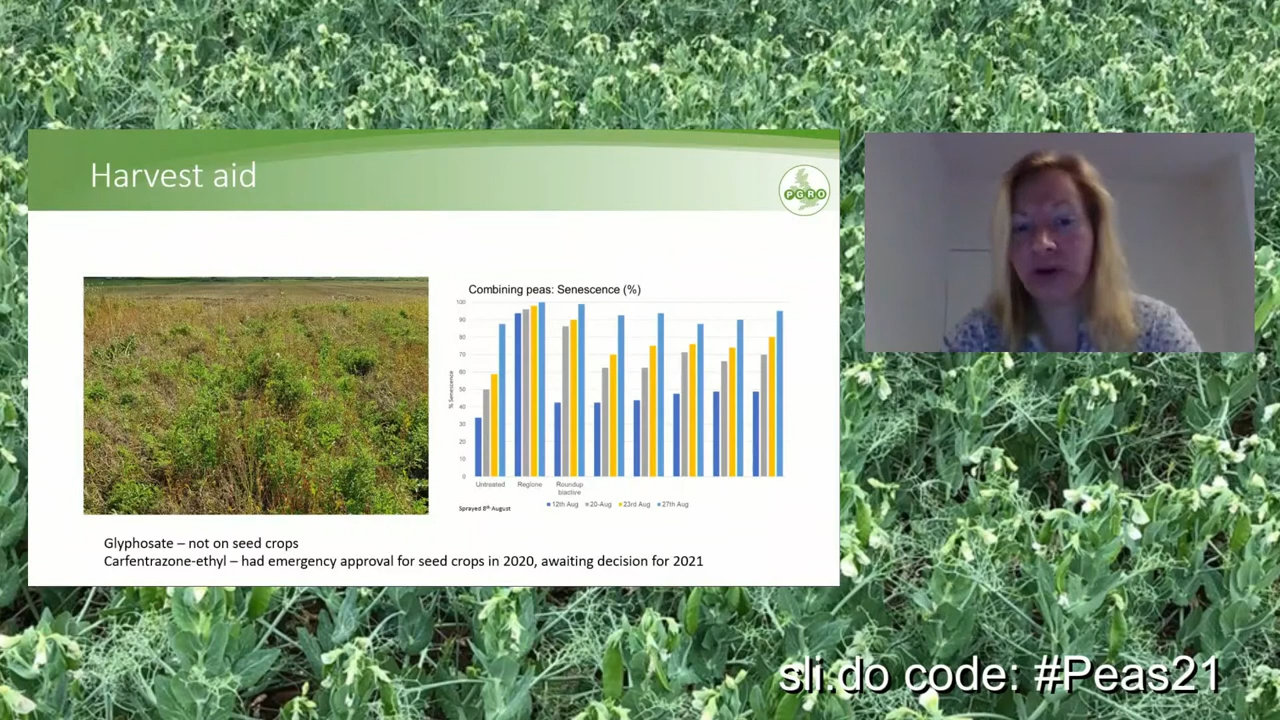 Harvest aid
PGRO
Combining peas: Senescence (%)
% Senescence
100
90
80
70
60
50
40
30
20
10
0
Untreated
Reglone
Roundup
biactive
12th Aug
20-Aug
23rd Aug
27th Aug
Sprayed 8th August
Glyphosate – not on seed crops
Carfentrazone-ethyl – had emergency approval for seed crops in 2020, awaiting decision for 2021
sli.do code: #Peas21